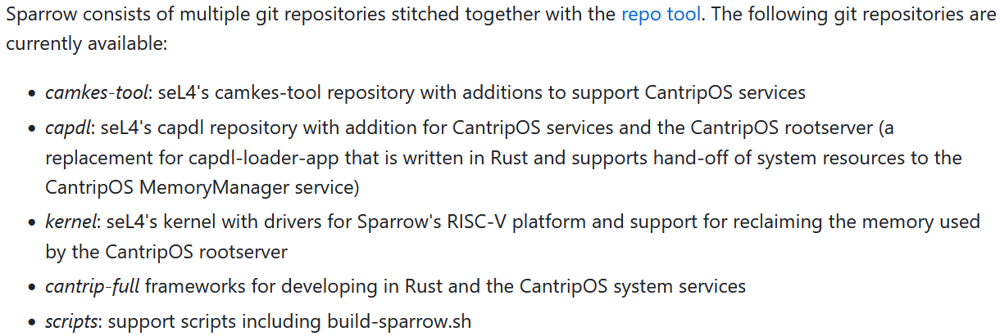 Sparrow consists of multiple git repositories stitched together with the repo tool. The following git repositories are
currently available:
• camkes-tool: seL4's camkes-tool repository with additions to support CantripOS services
• capdl: seL4's capdl repository with addition for CantripOS services and the CantripOS rootserver (a
replacement for capdl-loader-app that is written in Rust and supports hand-off of system resources to the
CantripOS MemoryManager service)
• kernel: seL4's kernel with drivers for Sparrow's RISC-V platform and support for reclaiming the memory used
by the CantripOS rootserver
• cantrip-full frameworks for developing in Rust and the CantripOS system services
• scripts: support scripts including build-sparrow.sh